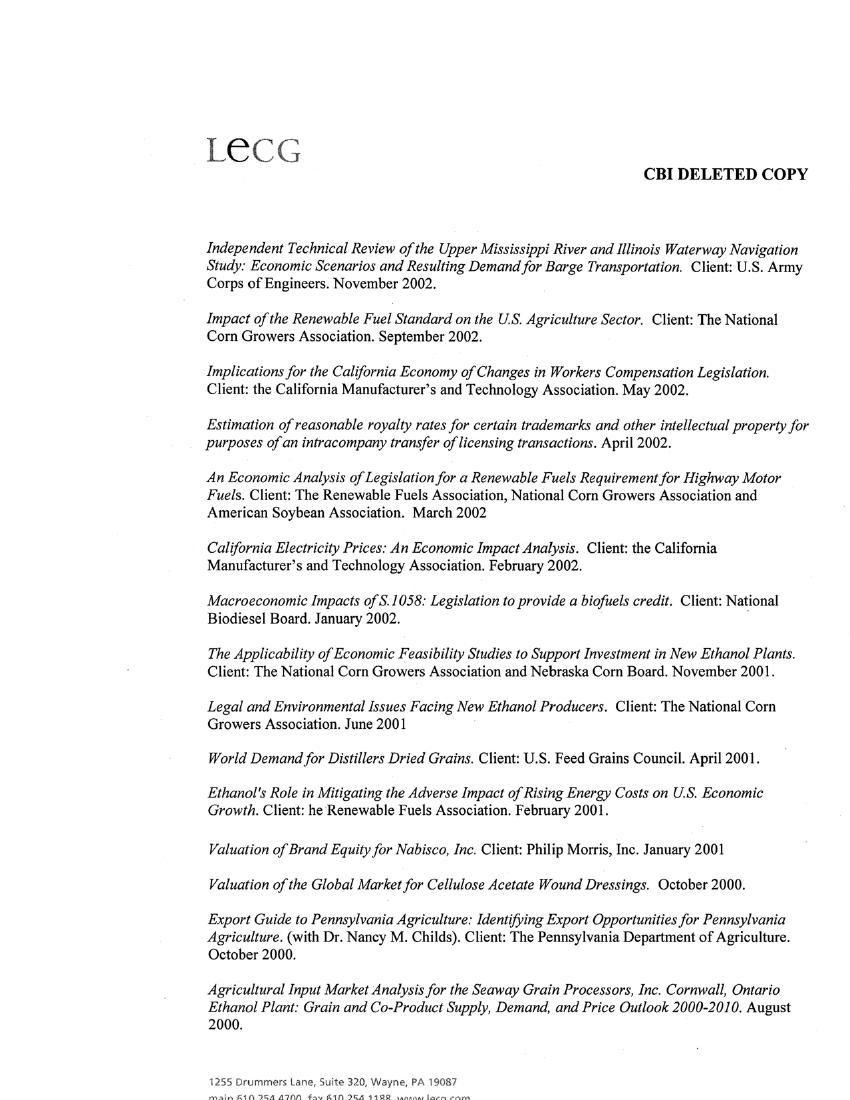 LECG
CBI DELETED COPY
Independent Technical Review of the Upper Mississippi River and Illinois Waterway Navigation
Study: Economic Scenarios and Resulting Demand for Barge Transportation. Client: U.S. Army
Corps of Engineers. November 2002.
Impact of the Renewable Fuel Standard on the U.S. Agriculture Sector. Client: The National
Corn Growers Association. September 2002.
Implications for the California Economy of Changes in Workers Compensation Legislation.
Client: the California Manufacturer's and Technology Association. May 2002.
Estimation of reasonable royalty rates for certain trademarks and other intellectual property for
purposes of an intracompany transfer of licensing transactions. April 2002.
An Economic Analysis of Legislation for a Renewable Fuels Requirement for Highway Motor
Fuels. Client: The Renewable Fuels Association, National Corn Growers Association and
American Soybean Association. March 2002
California Electricity Prices: An Economic Impact Analysis. Client: the California
Manufacturer's and Technology Association. February 2002.
Macroeconomic Impacts of S.1058: Legislation to provide a biofuels credit. Client: National
Biodiesel Board. January 2002.
The Applicability of Economic Feasibility Studies to Support Investment in New Ethanol Plants.
Client: The National Corn Growers Association and Nebraska Corn Board. November 2001.
Legal and Environmental Issues Facing New Ethanol Producers. Client: The National Corn
Growers Association. June 2001
World Demand for Distillers Dried Grains. Client: U.S. Feed Grains Council. April 2001.
Ethanol's Role in Mitigating the Adverse Impact of Rising Energy Costs on U.S. Economic
Growth. Client: he Renewable Fuels Association. February 2001.
Valuation of Brand Equity for Nabisco, Inc. Client: Philip Morris, Inc. January 2001
Valuation of the Global Market for Cellulose Acetate Wound Dressings. October 2000.
Export Guide to Pennsylvania Agriculture: Identifying Export Opportunities for Pennsylvania
Agriculture. (with Dr. Nancy M. Childs). Client: The Pennsylvania Department of Agriculture.
October 2000.
Agricultural Input Market Analysis for the Seaway Grain Processors, Inc. Cornwall, Ontario
Ethanol Plant: Grain and Co-Product Supply, Demand, and Price Outlook 2000-2010. August
2000.
1255 Drummers Lane, Suite 320, Wayne, PA 19087
main 610 254 4700 fax 610 254 1188 www.lecg.com